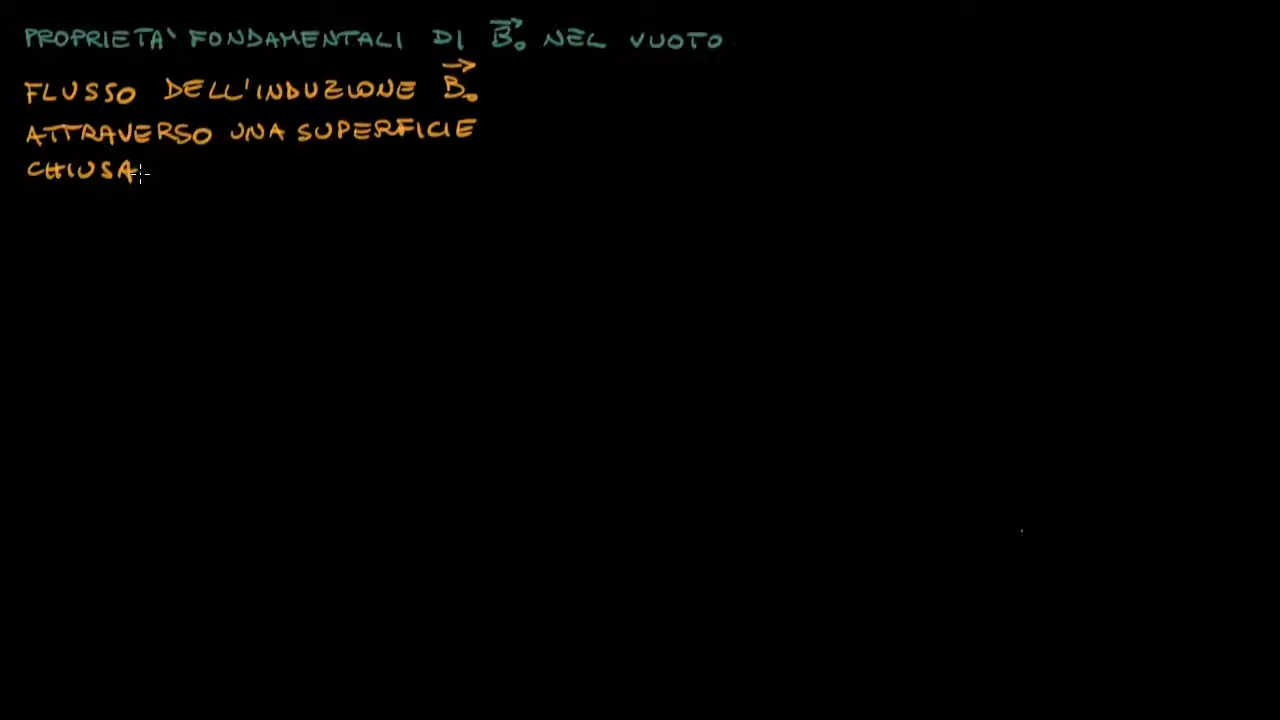 PROPRIETA' FONDAMENTALI DI B₀ NEL VUOTO
FLUSSO DELL'INDUZIONE B₀
ATTRAVERSO UNA SUPERFICIE
CHIUSA